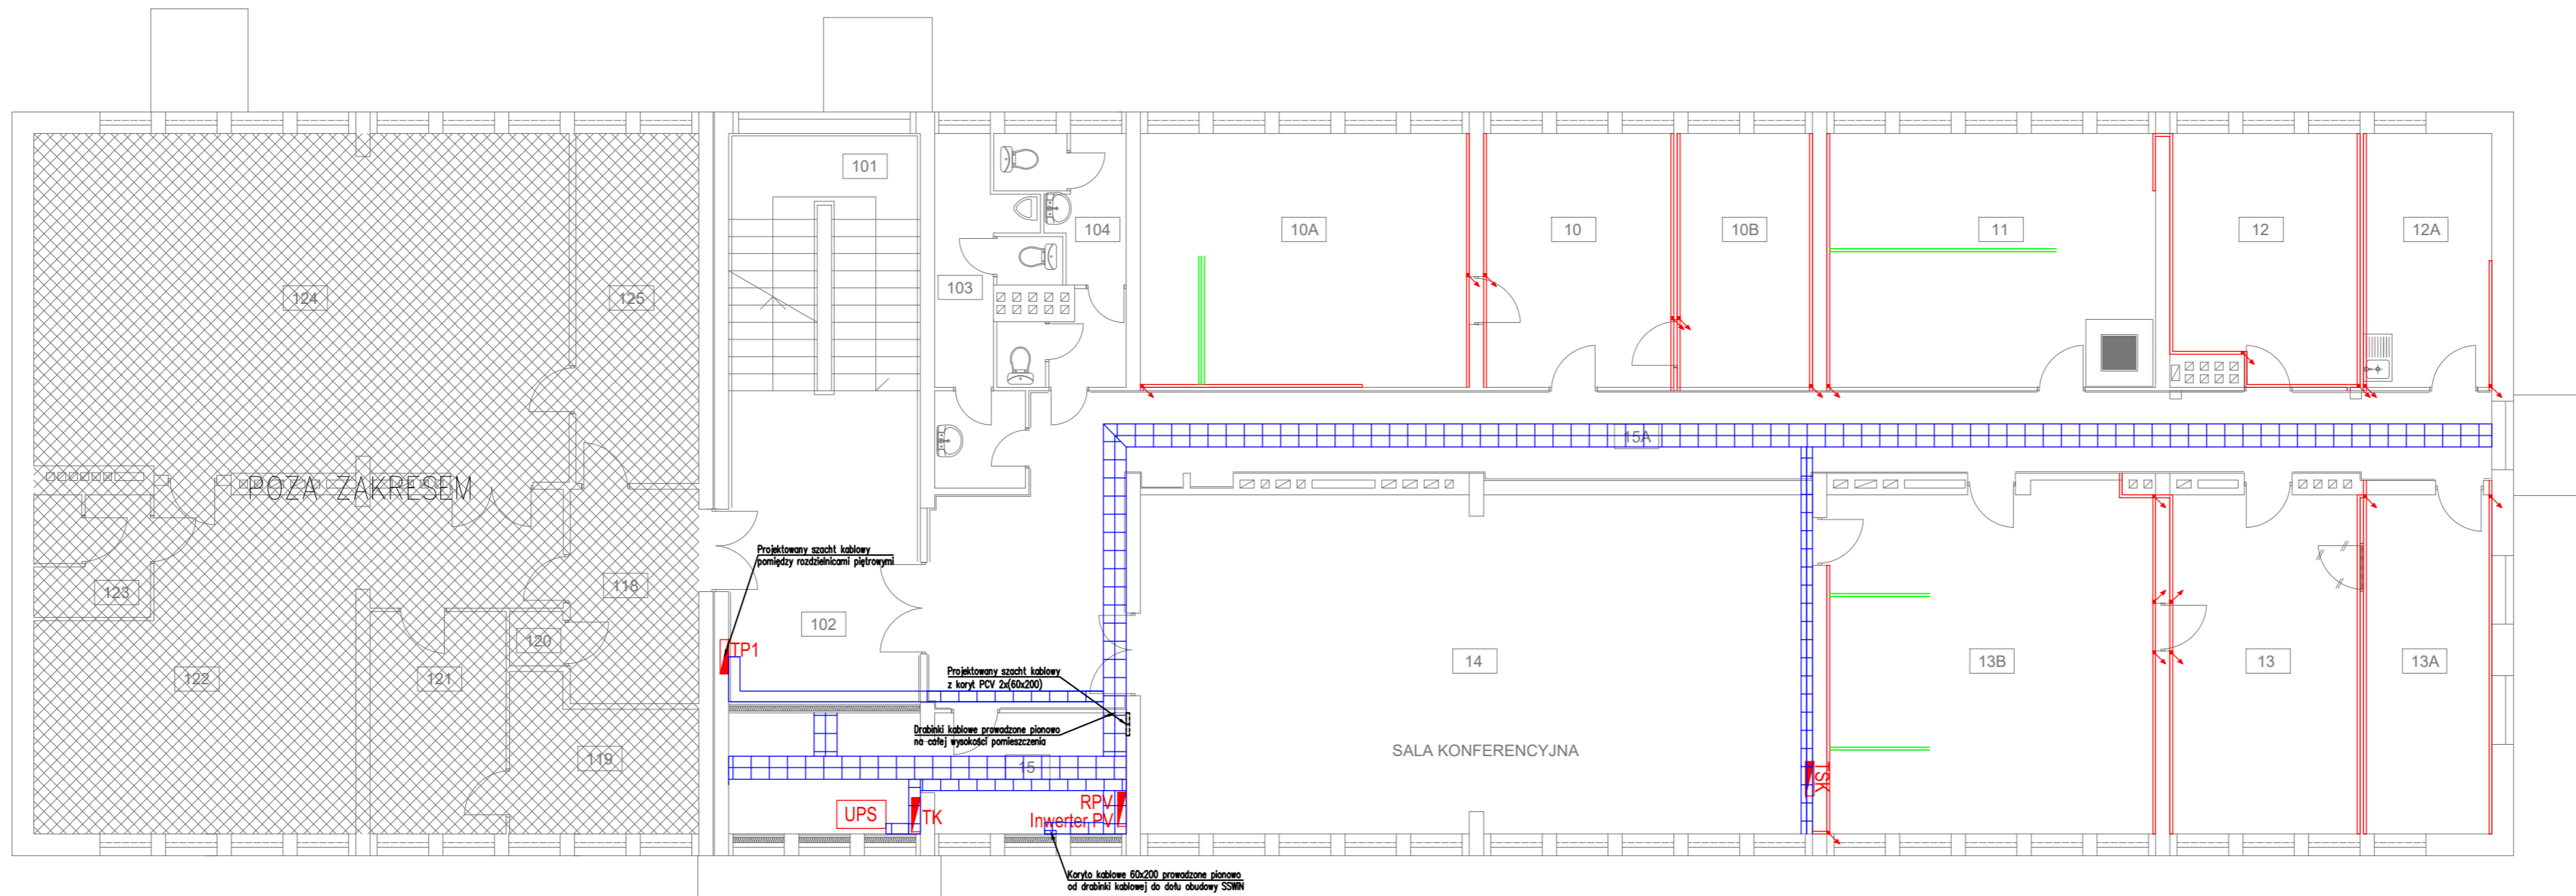 101
104
103
10A
10
10B
11
12
12A
124
125
15A
POZA ZAKRESEM
Projektowany szacht kablowy
pomiędzy rozdzielnicami piętrowymi
123
118
120
102
TP1
122
121
Projektowany szacht kablowy
z koryt PCV 2x(60x200)
14
13B
13
13A
Drabinki kablowe prowadzone pionowo
na całej wysokości pomieszczenia
SALA KONFERENCYJNA
119
15
TSK
UPS
TK
RPV
Inwerter PV
Koryto kablowe 60x200 prowadzone pionowo
od drabinki kablowej do dołu obudowy SSWiN